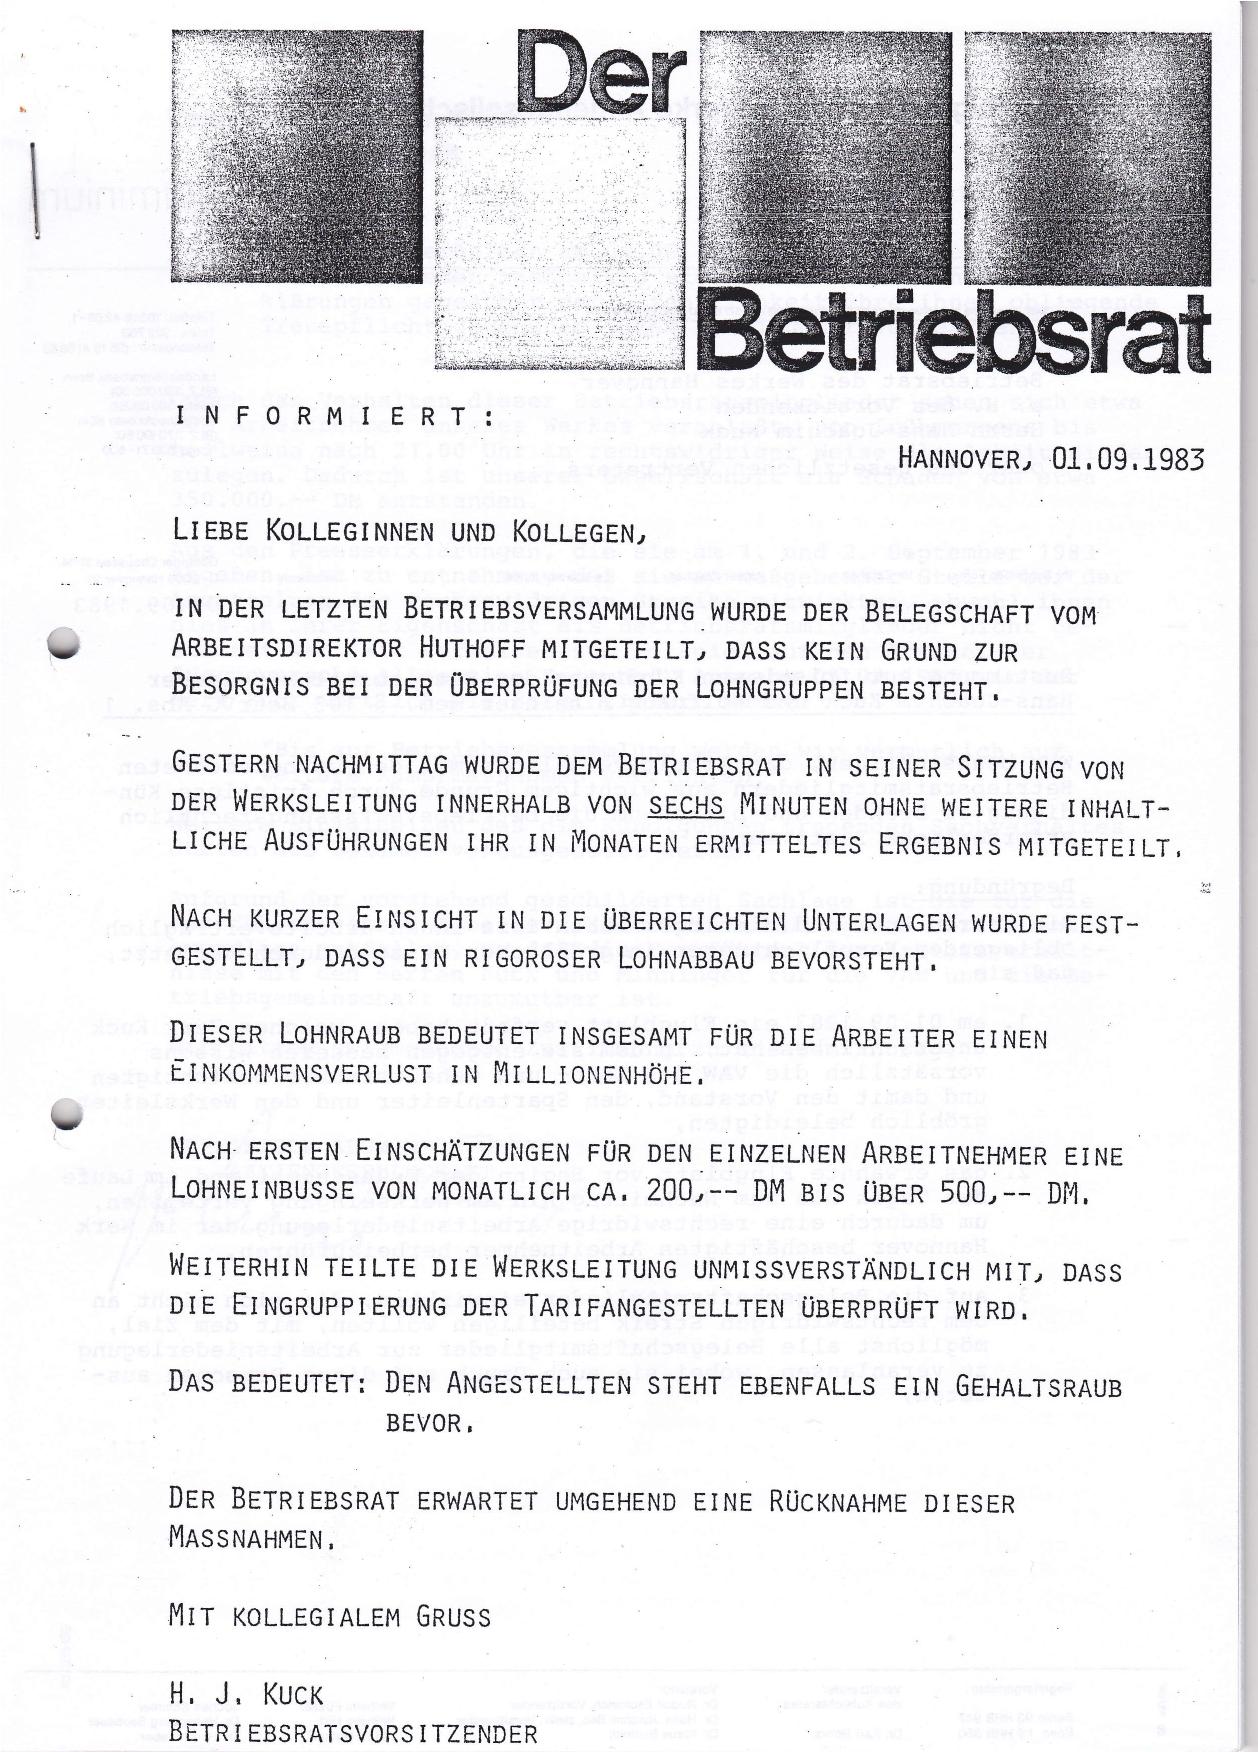 Der
Betriebsrat
INFORMIERT:
HANNOVER, 01.09.1983
LIEBE KOLLEGINNEN UND KOLLEGEN,
IN DER LETZTEN BETRIEBSVERSAMMLUNG WURDE DER BELEGSCHAFT VOM
ARBEITSDIREKTOR HUTHOFF MITGETEILT, DASS KEIN GRUND ZUR
BESORGNIS BEI DER ÜBERPRÜFUNG DER LOHNGRUPPEN BESTEHT.
GESTERN NACHMITTAG WURDE DEM BETRIEBSRAT IN SEINER SITZUNG VON
DER WERKSLEITUNG INNERHALB VON SECHS MINUTEN OHNE WEITERE INHALT-
LICHE AUSFÜHRUNGEN IHR IN MONATEN ERMITTELTES ERGEBNIS MITGETEILT.
NACH KURZER EINSICHT IN DIE ÜBERREICHTEN UNTERLAGEN WURDE FEST-
GESTELLT, DASS EIN RIGOROSER LOHNABBAU BEVORSTEHT.
DIESER LOHNRAUB BEDEUTET INSGESAMT FÜR DIE ARBEITER EINEN
EINKOMMENSVERLUST IN MILLIONENHÖHE.
NACH ERSTEN EINSCHÄTZUNGEN FÜR DEN EINZELNEN ARBEITNEHMER EINE
LOHNEINBUSSE VON MONATLICH CA. 200,-- DM BIS ÜBER 500,-- DM.
WEITERHIN TEILTE DIE WERKSLEITUNG UNMISSVERSTÄNDLICH MIT, DASS
DIE EINGRUPPIERUNG DER TARIFANGESTELLTEN ÜBERPRÜFT WIRD.
DAS BEDEUTET: DEN ANGESTELLTEN STEHT EBENFALLS EIN GEHALTSRAUB
BEVOR.
DER BETRIEBSRAT ERWARTET UMGEHEND EINE RÜCKNAHME DIESER
MASSNAHMEN.
MIT KOLLEGIALEM GRUSS
H. J. KUCK
BETRIEBSRATSVORSITZENDER